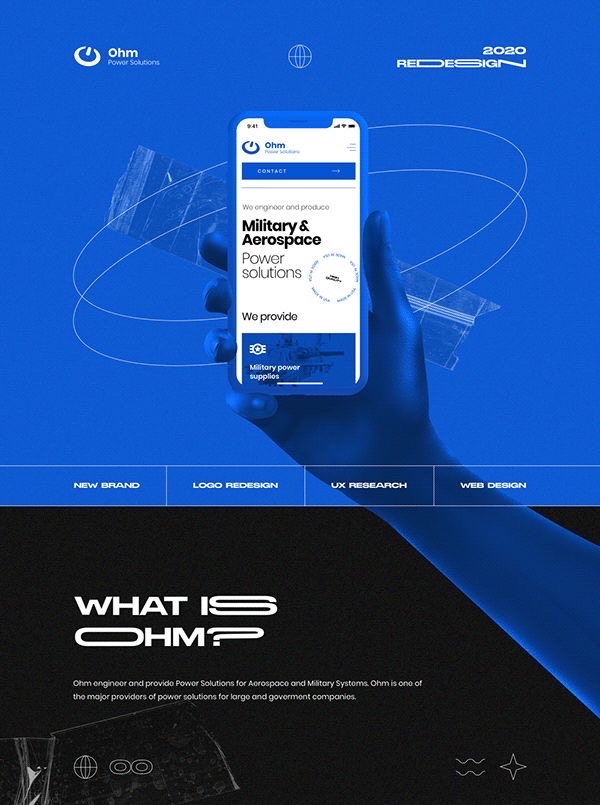 Ohm
Power Solutions
2020
REDESIGN
9:41
Ohm
Power Solutions
CONTACT
We engineer and produce
Military &
Aerospace
Power
solutions
We provide
Military power
supplies
NEW BRAND
LOGO REDESIGN
UX RESEARCH
WEB DESIGN
WHAT IS
OHM?
Ohm engineer and provide Power Solutions for Aerospace and Military Systems. Ohm is one of
the major providers of power solutions for large and goverment companies.